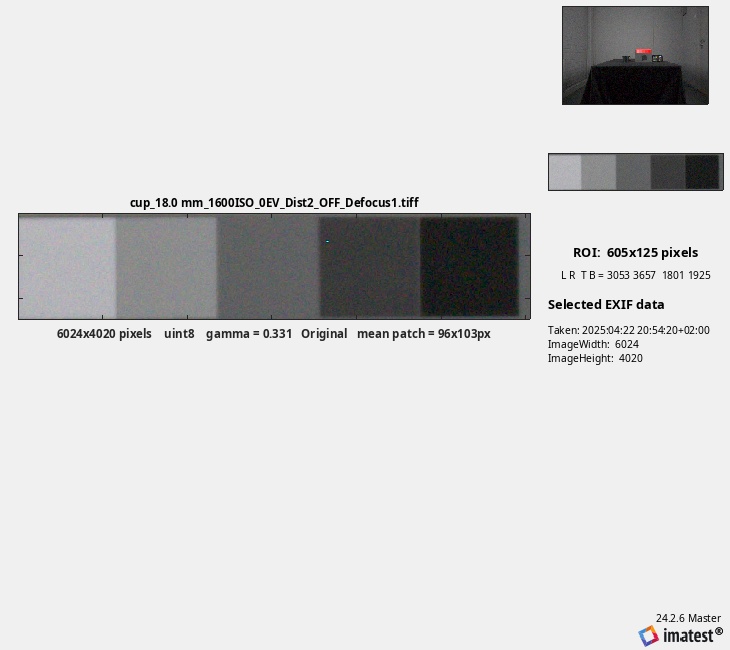 cup_18.0 mm_1600ISO_0EV_Dist2_OFF_Defocus1.tiff
6024x4020 pixels    uint8    gamma = 0.331   Original   mean patch = 96x103px
ROI:  605x125 pixels
L R  T B = 3053 3657  1801 1925
Selected EXIF data
Taken: 2025:04:22 20:54:20+02:00
ImageWidth:  6024
ImageHeight:  4020
24.2.6 Master
imatest®